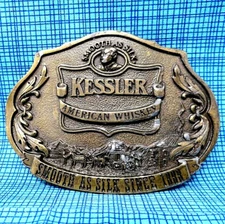 SMOOTH AS SILK
KESSLER
AMERICAN WHISKEY
SMOOTH AS SILK SINCE 1888